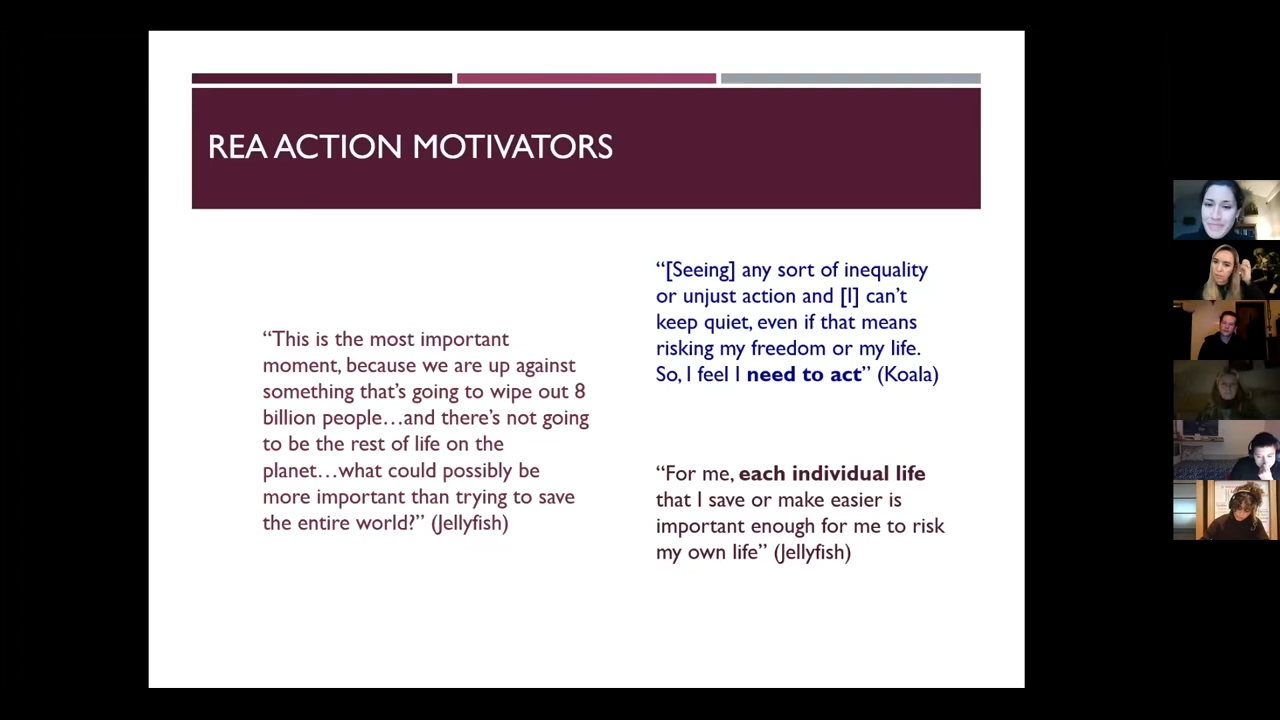 REA ACTION MOTIVATORS
“This is the most important
moment, because we are up against
something that’s going to wipe out 8
billion people…and there’s not going
to be the rest of life on the
planet…what could possibly be
more important than trying to save
the entire world?” (Jellyfish)
“[Seeing] any sort of inequality
or unjust action and [I] can’t
keep quiet, even if that means
risking my freedom or my life.
So, I feel I need to act” (Koala)
“For me, each individual life
that I save or make easier is
important enough for me to risk
my own life” (Jellyfish)